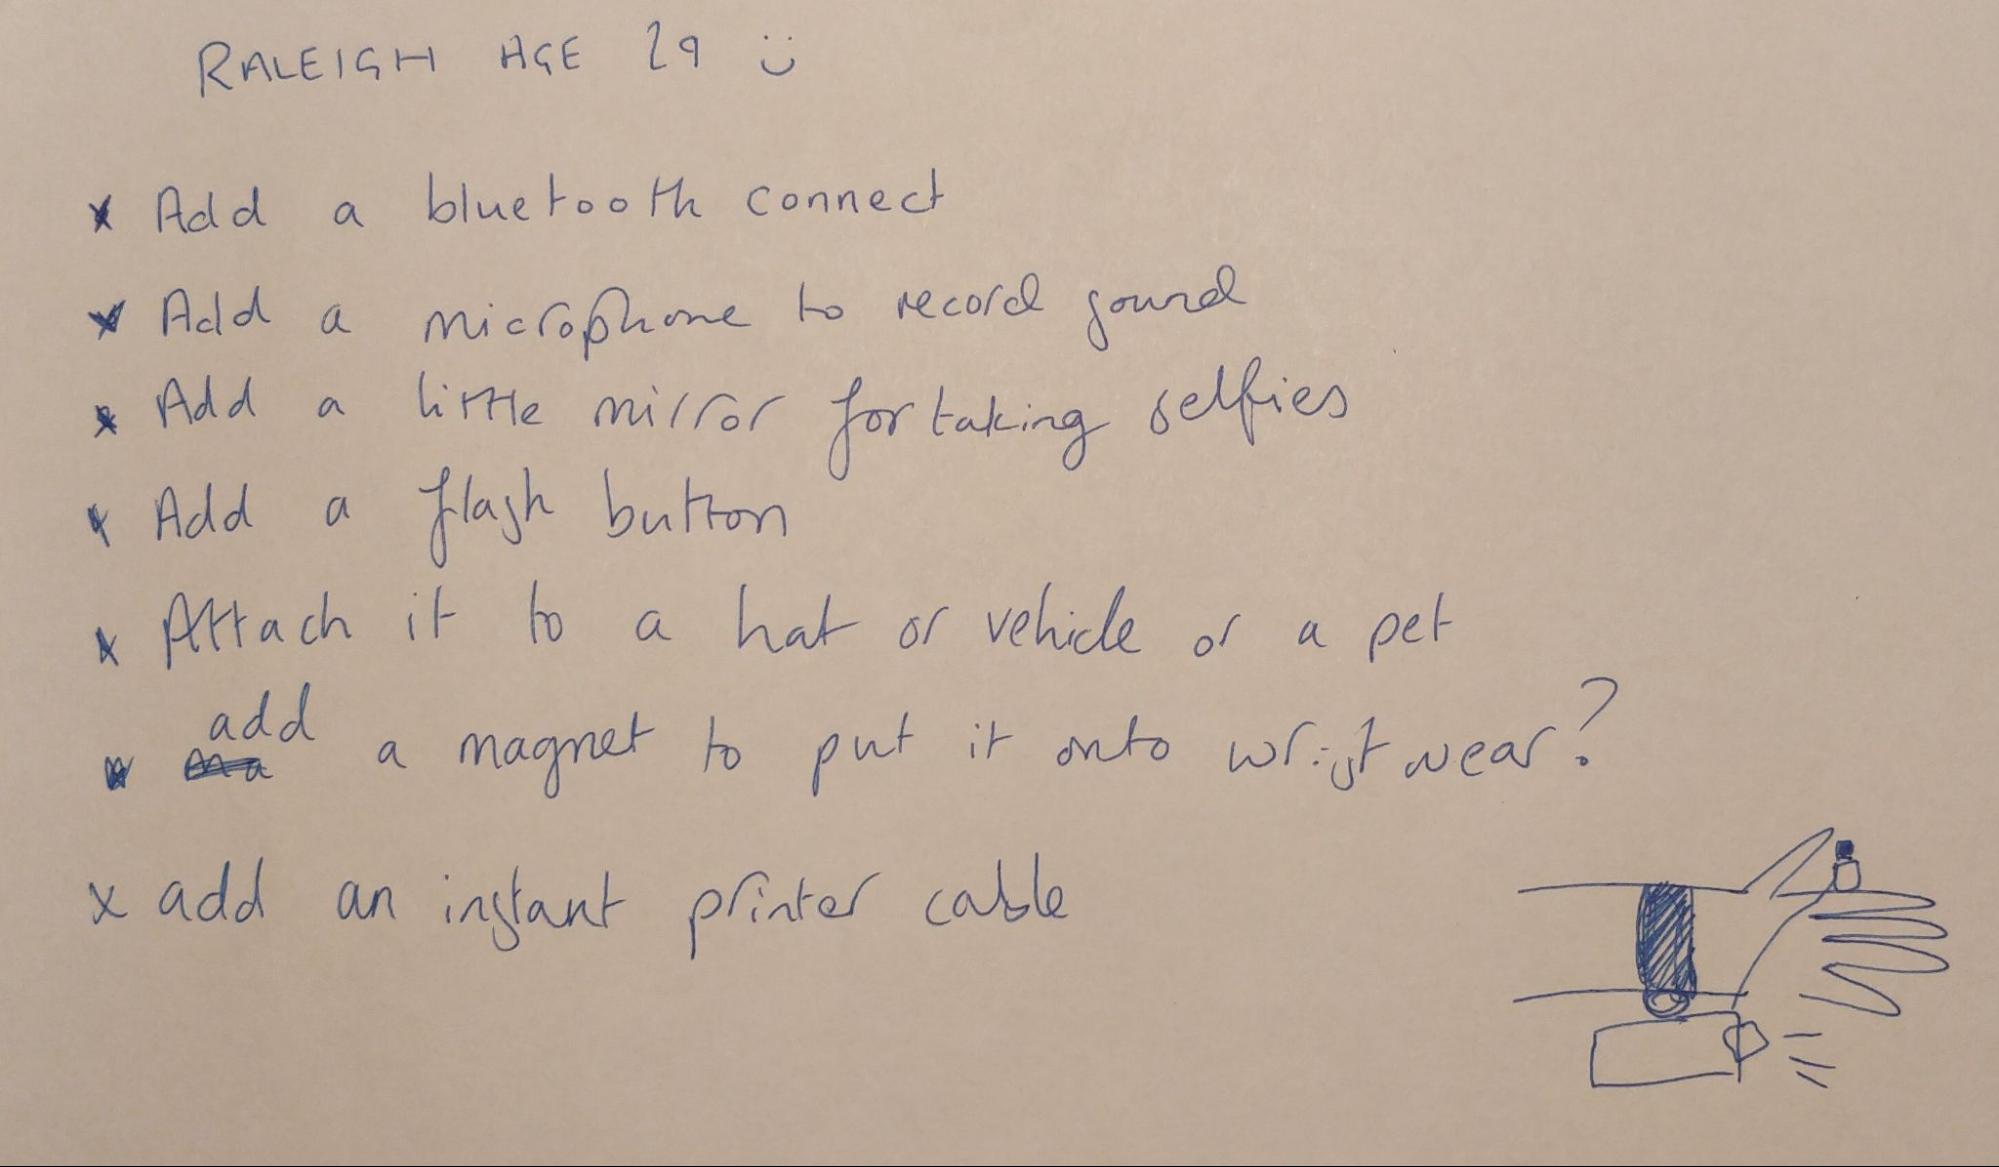 RALEIGH AGE 29 :)
x Add a bluetooth connect
x Add a microphone to record sound
x Add a little mirror for taking selfies
x Add a flash button
x Attach it to a hat or vehicle or a pet
x add a magnet to put it onto wrist wear?
x add an instant printer cable